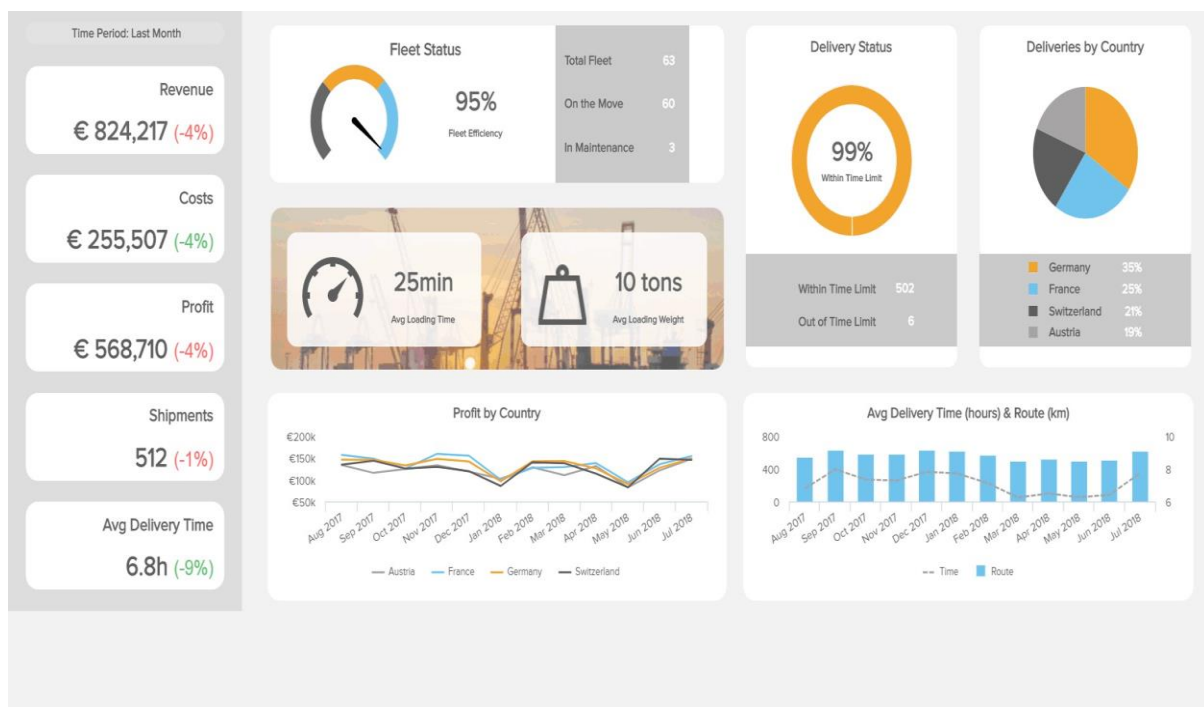 Time Period: Last Month
Revenue
€ 824,217 (-4%)
Costs
€ 255,507 (-4%)
Profit
€ 568,710 (-4%)
Shipments
512 (-1%)
Avg Delivery Time
6.8h (-9%)
Fleet Status
95%
Fleet Efficiency
Total Fleet 63
On the Move 60
In Maintenance 3
25min
Avg Loading Time
10 tons
Avg Loading Weight
Delivery Status
99%
Within Time Limit
Within Time Limit 502
Out of Time Limit 6
Deliveries by Country
Germany 35%
France 25%
Switzerland 21%
Austria 19%
Profit by Country
€200k
€150k
€100k
€50k
Aug 2017 Sep 2017 Oct 2017 Nov 2017 Dec 2017 Jan 2018 Feb 2018 Mar 2018 Apr 2018 May 2018 Jun 2018 Jul 2018
Austria France Germany Switzerland
Avg Delivery Time (hours) & Route (km)
800 10
400 8
0 6
Aug 2017 Sep 2017 Oct 2017 Nov 2017 Dec 2017 Jan 2018 Feb 2018 Mar 2018 Apr 2018 May 2018 Jun 2018 Jul 2018
Time Route